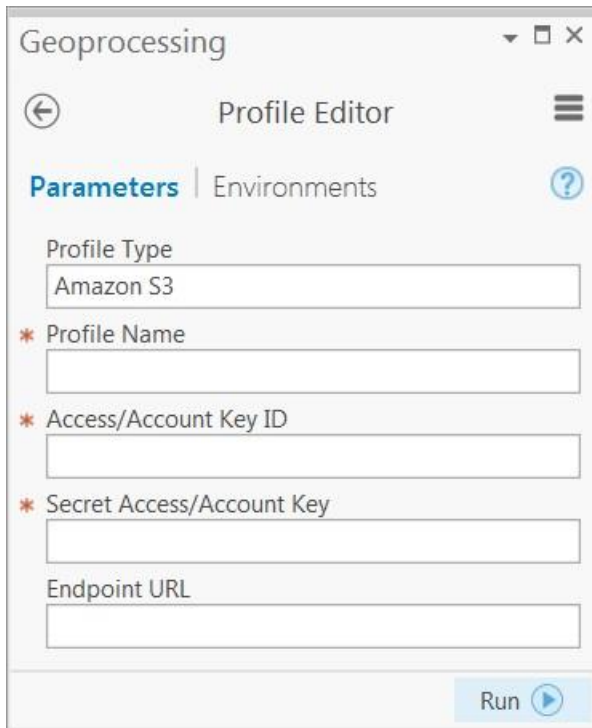 Geoprocessing
Profile Editor
Parameters | Environments
Profile Type
Amazon S3
* Profile Name
* Access/Account Key ID
* Secret Access/Account Key
Endpoint URL
Run